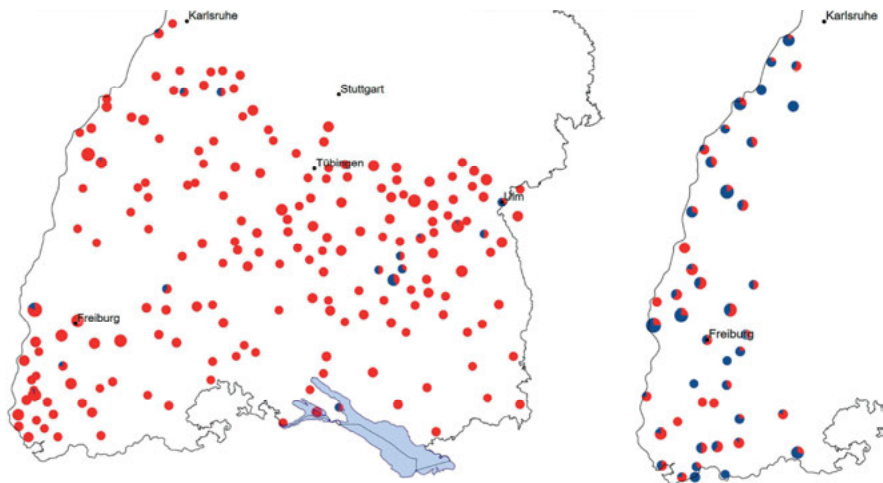 Karlsruhe
Stuttgart
Tübingen
Ulm
Freiburg
Karlsruhe
Freiburg